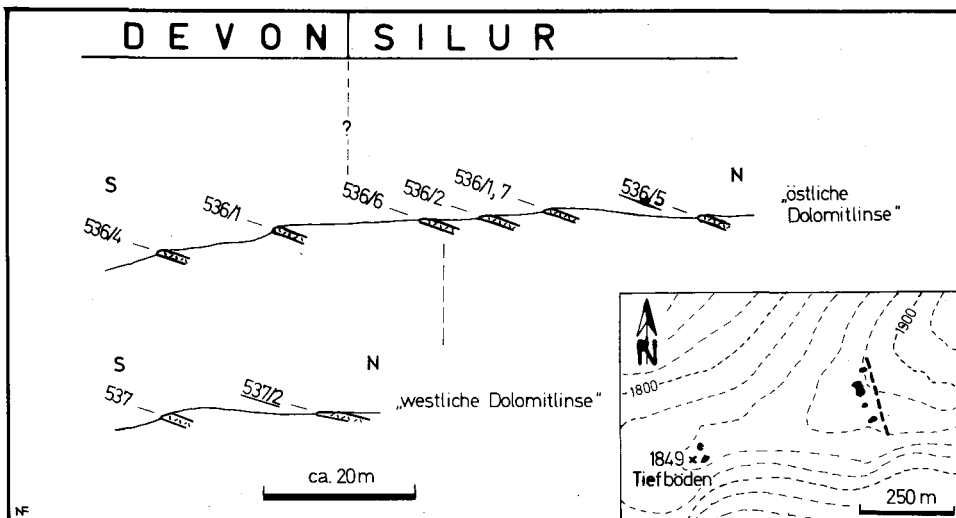 DEVON SILUR
?
S
N
536/4
536/1
536/6
536/2
536/1, 7
536/5
„östliche
Dolomitlinse"
S
N
537
537/2
„westliche Dolomitlinse"
ca. 20m
N
1800
1900
1849 ×
Tiefböden
250m
NF